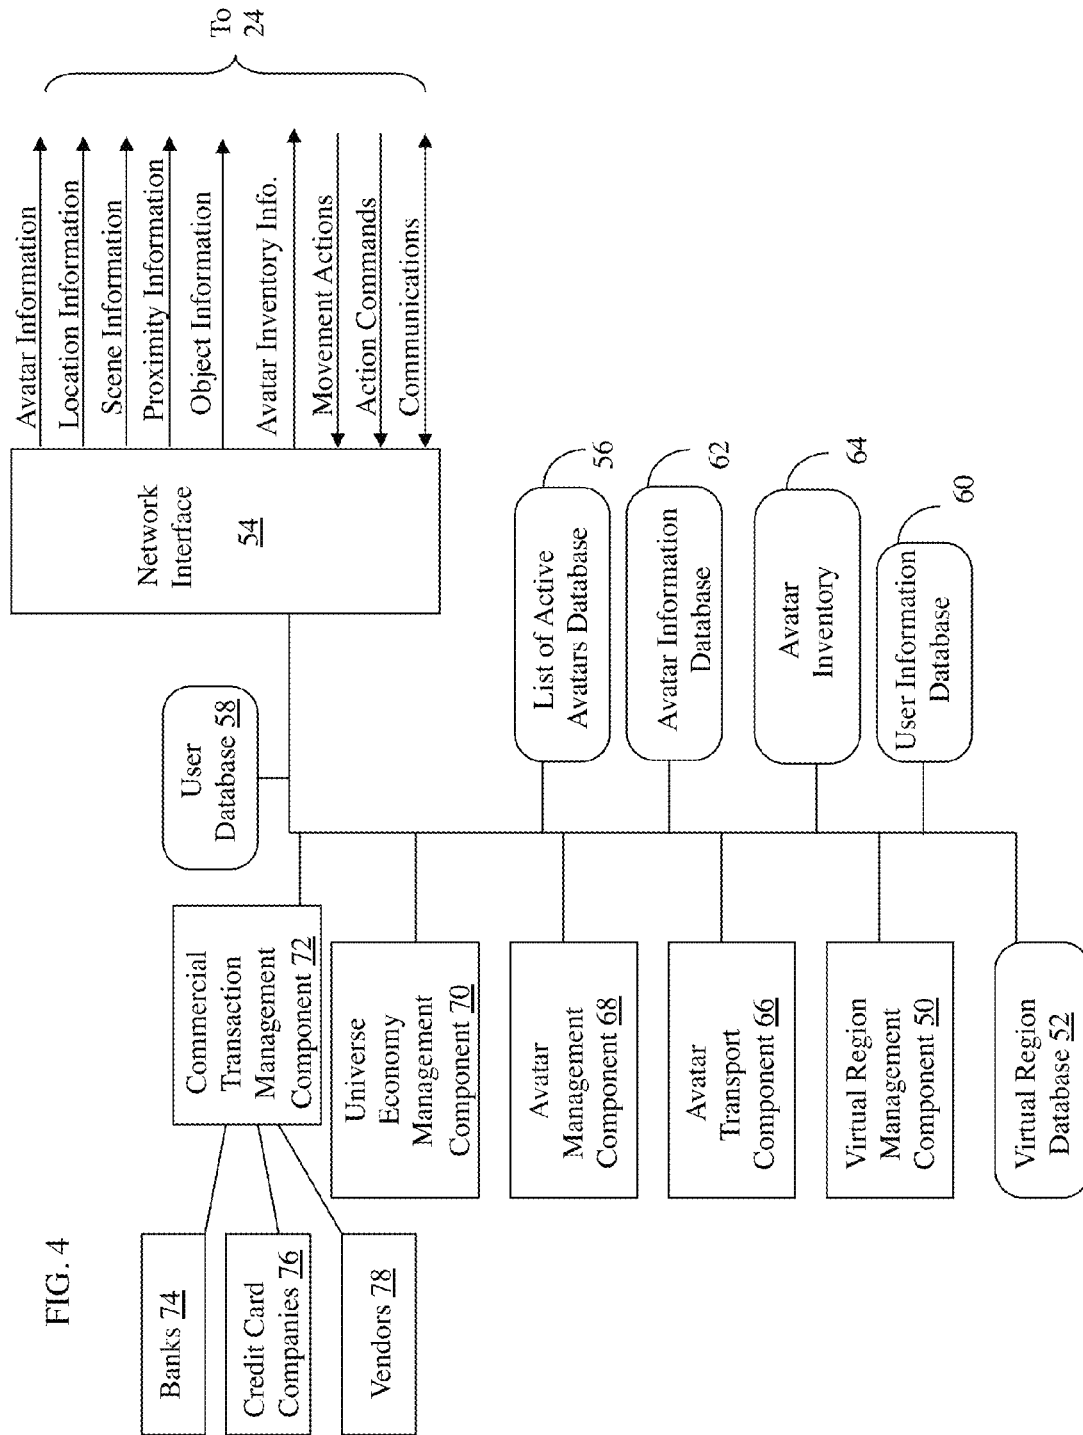 FIG. 4
Banks 74
Credit Card
Companies 76
Vendors 78
Commercial
Transaction
Management
Component 72
Universe
Economy
Management
Component 70
Avatar
Management
Component 68
Avatar
Transport
Component 66
Virtual Region
Management
Component 50
Virtual Region
Database 52
User
Database 58
List of Active
Avatars Database
56
Avatar Information
Database
62
Avatar
Inventory
64
User Information
Database
60
Network
Interface
54
Avatar Information
Location Information
Scene Information
Proximity Information
Object Information
Avatar Inventory Info.
Movement Actions
Action Commands
Communications
To
24